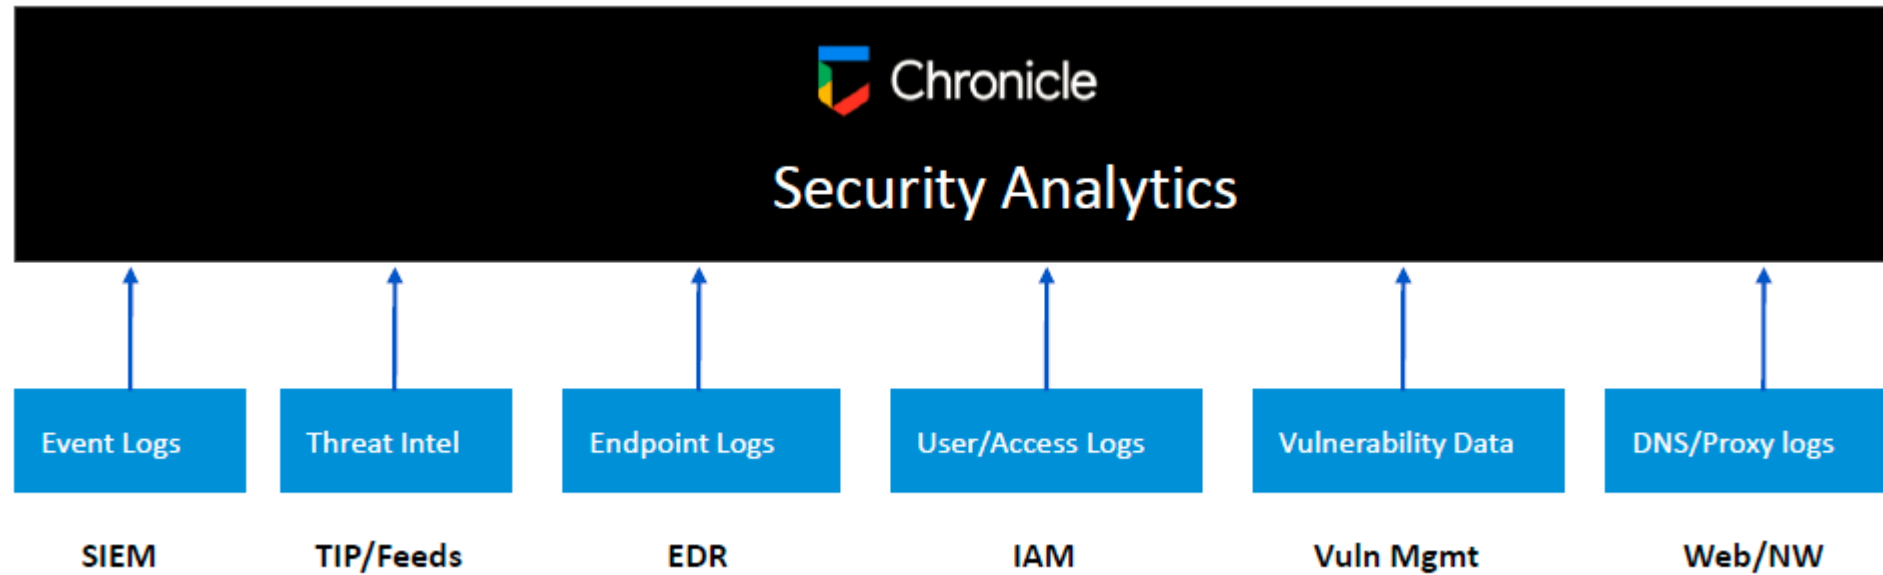 Chronicle
Security Analytics
Event Logs
Threat Intel
Endpoint Logs
User/Access Logs
Vulnerability Data
DNS/Proxy logs
SIEM
TIP/Feeds
EDR
IAM
Vuln Mgmt
Web/NW